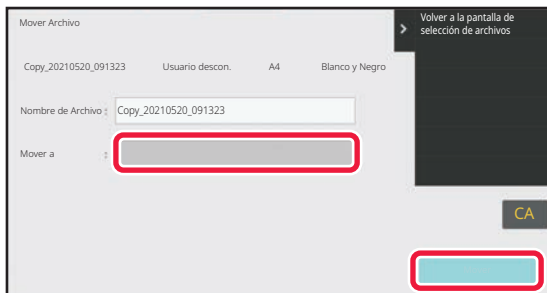 Mover Archivo
Volver a la pantalla de
selección de archivos
Copy_20210520_091323 Usuario descon. A4 Blanco y Negro
Nombre de Archivo : Copy_20210520_091323
Mover a :
CA